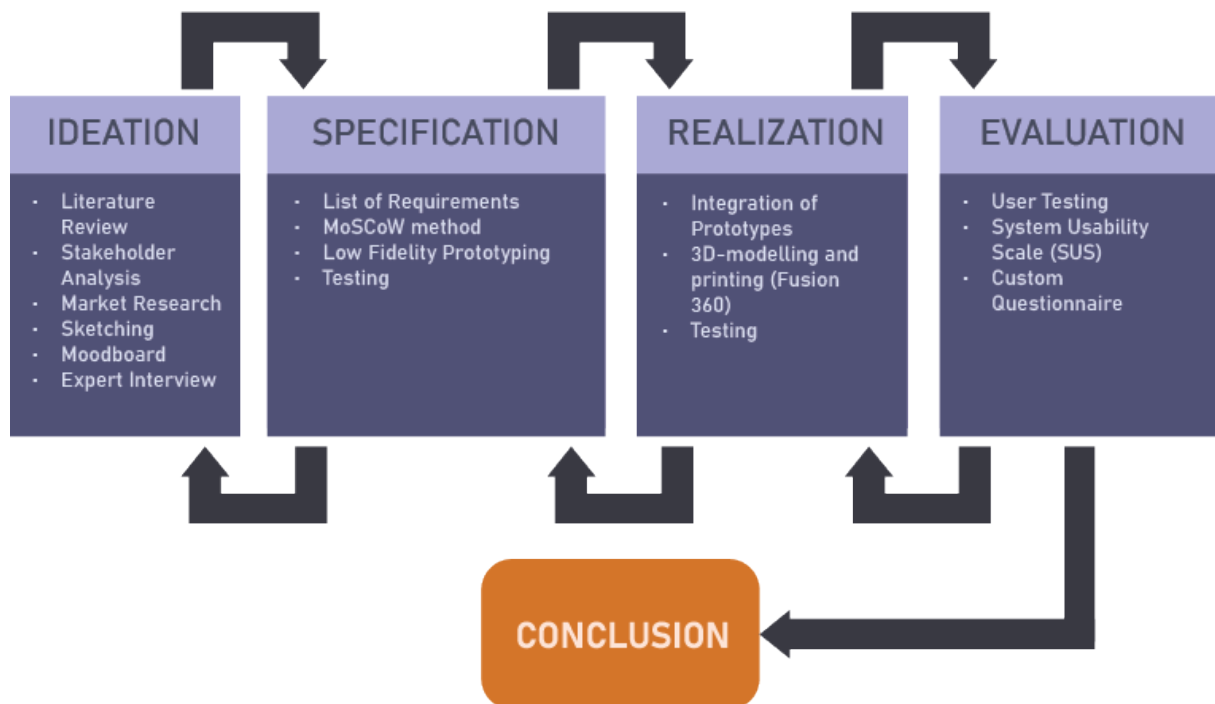 IDEATION
· Literature
Review
· Stakeholder
Analysis
· Market Research
· Sketching
· Moodboard
· Expert Interview
SPECIFICATION
· List of Requirements
· MoSCoW method
· Low Fidelity Prototyping
· Testing
REALIZATION
· Integration of
Prototypes
· 3D-modelling and
printing (Fusion
360)
· Testing
EVALUATION
· User Testing
· System Usability
Scale (SUS)
· Custom
Questionnaire
CONCLUSION